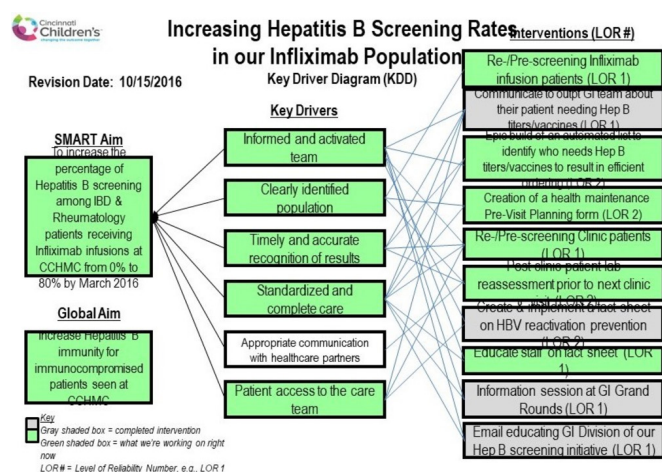 Cincinnati
Children's
changing the outcome together
Increasing Hepatitis B Screening Rates
in our Infliximab Population
Key Driver Diagram (KDD)
Revision Date: 10/15/2016
SMART Aim
To increase the
percentage of
Hepatitis B screening
among IBD &
Rheumatology
patients receiving
Infliximab infusions at
CCHMC from 0% to
80% by March 2016
Global Aim
Increase Hepatitis B
immunity for
immunocompromised
patients seen at
CCHMC
Key
Gray shaded box = completed intervention
Green shaded box = what we're working on right
now
LOR# = Level of Reliability Number, e.g., LOR 1
Key Drivers
Informed and activated
team
Clearly identified
population
Timely and accurate
recognition of results
Standardized and
complete care
Appropriate communication
with healthcare partners
Patient access to the care
team
Interventions (LOR #)
Re-/Pre-screening Infliximab
infusion patients (LOR 1)
Communicate to outpt GI team about
their patient needing Hep B
titers/vaccines (LOR 1)
Epic build of an automated list to
identify who needs Hep B
titers/vaccines to result in efficient
ordering (LOR 2)
Creation of a health maintenance
Pre-Visit Planning form (LOR 2)
Re-/Pre-screening Clinic patients
(LOR 1)
Post clinic patient lab
reassessment prior to next clinic
visit (LOR 2)
Create & implement a fact sheet
on HBV reactivation prevention
(LOR 2)
Educate staff on fact sheet (LOR
1)
Information session at GI Grand
Rounds (LOR 1)
Email educating GI Division of our
Hep B screening initiative (LOR 1)